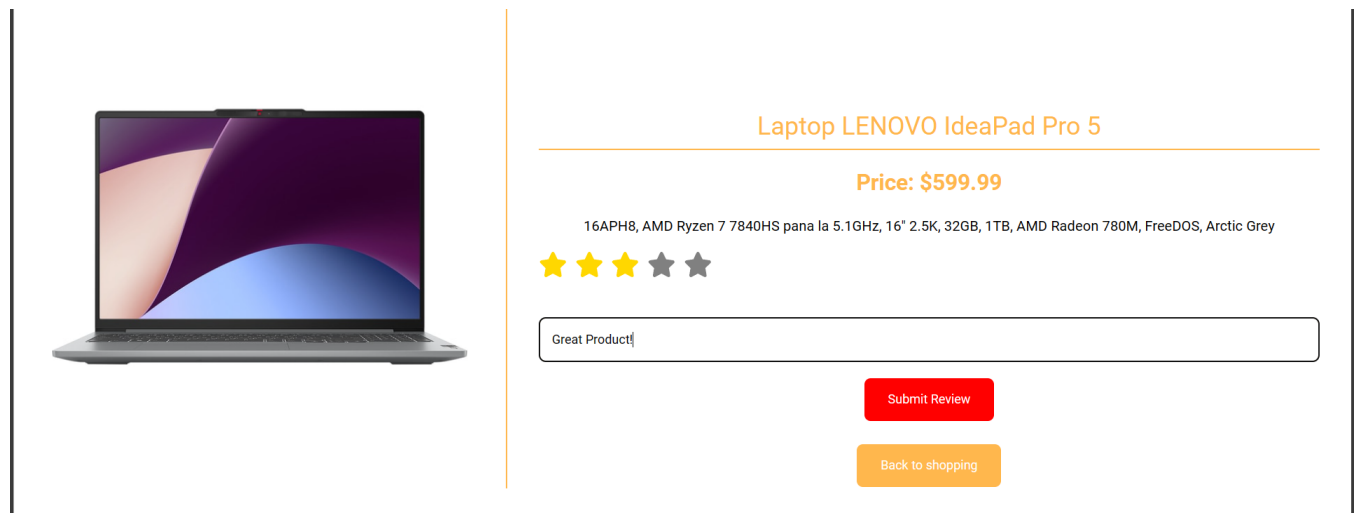 Laptop LENOVO IdeaPad Pro 5
Price: $599.99
16APH8, AMD Ryzen 7 7840HS pana la 5.1GHz, 16" 2.5K, 32GB, 1TB, AMD Radeon 780M, FreeDOS, Arctic Grey
Great Product!
Submit Review
Back to shopping